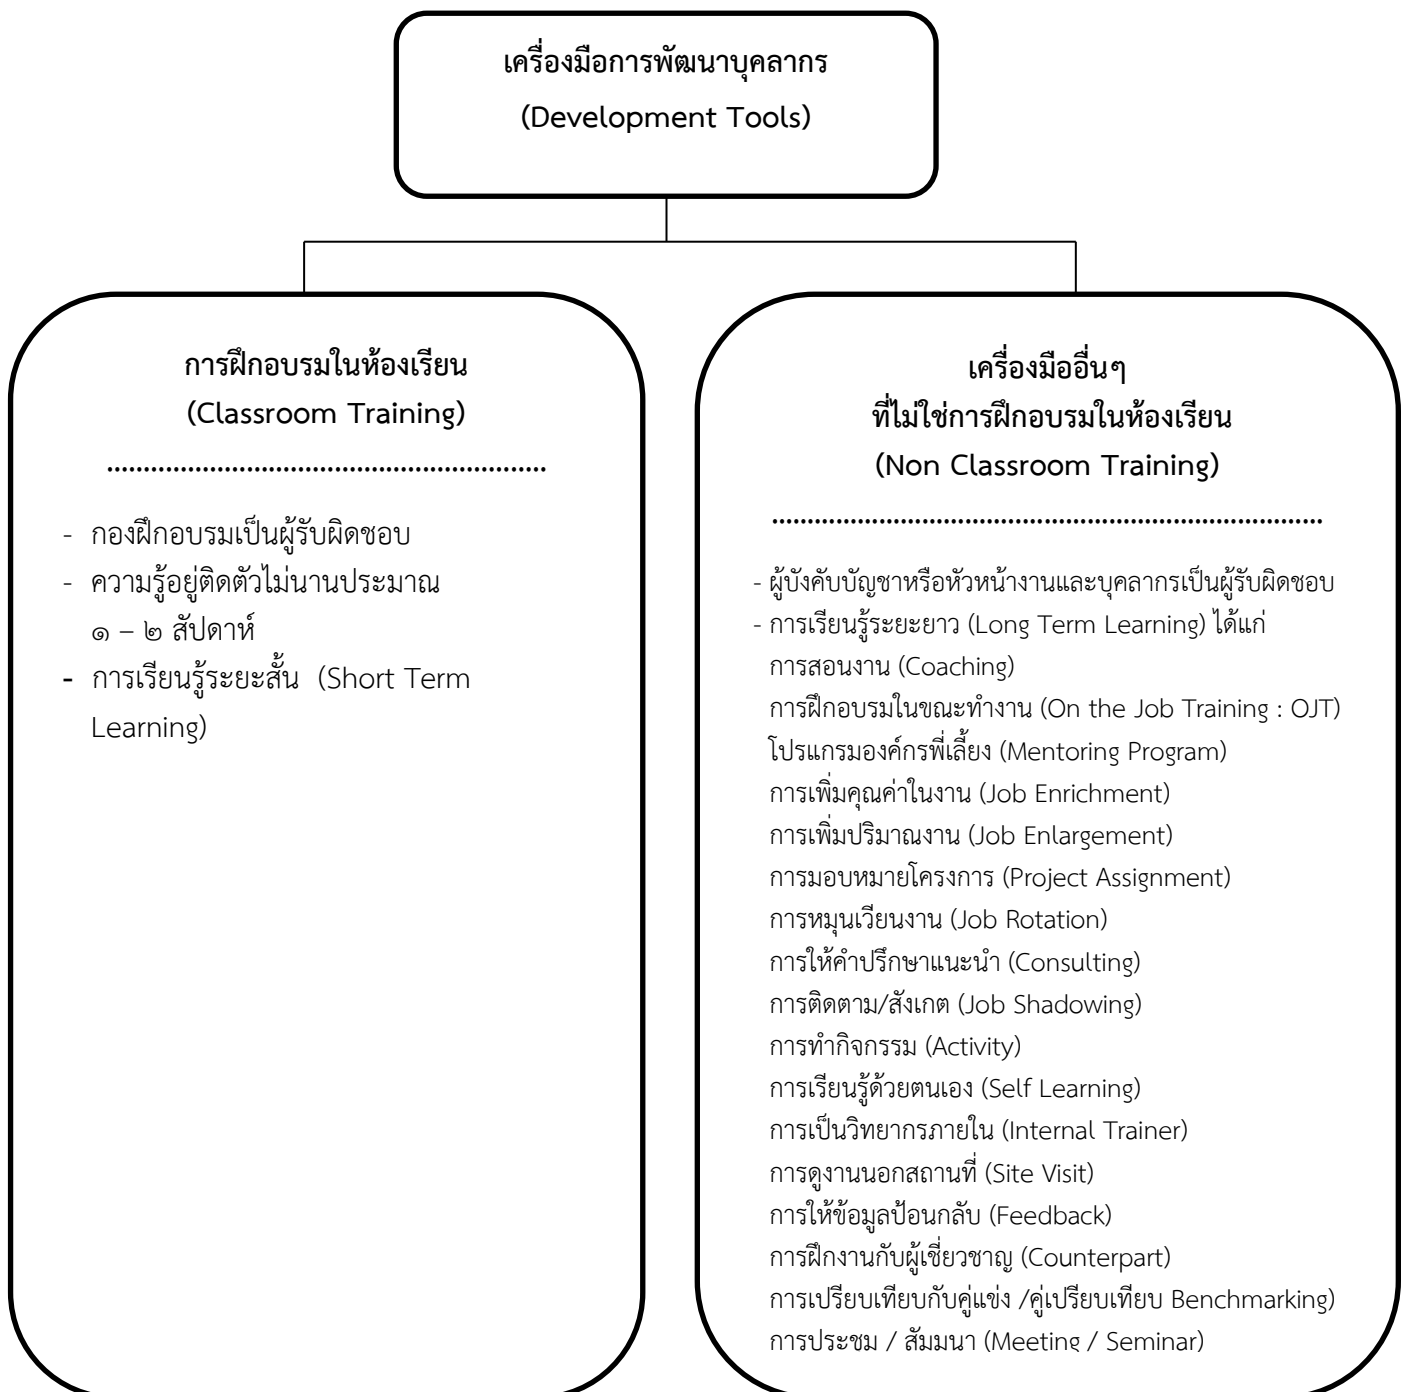 เครื่องมือการพัฒนาบุคลากร
(Development Tools)
การฝึกอบรมในห้องเรียน
(Classroom Training)
............................................................
- กองฝึกอบรมเป็นผู้รับผิดชอบ
- ความรู้อยู่ติดตัวไม่นานประมาณ
๑ – ๒ สัปดาห์
- การเรียนรู้ระยะสั้น (Short Term
Learning)
เครื่องมืออื่นๆ
ที่ไม่ใช่การฝึกอบรมในห้องเรียน
(Non Classroom Training)
...........................................................................
- ผู้บังคับบัญชาหรือหัวหน้างานและบุคลากรเป็นผู้รับผิดชอบ
- การเรียนรู้ระยะยาว (Long Term Learning) ได้แก่
การสอนงาน (Coaching)
การฝึกอบรมในขณะทำงาน (On the Job Training : OJT)
โปรแกรมองค์กรพี่เลี้ยง (Mentoring Program)
การเพิ่มคุณค่าในงาน (Job Enrichment)
การเพิ่มปริมาณงาน (Job Enlargement)
การมอบหมายโครงการ (Project Assignment)
การหมุนเวียนงาน (Job Rotation)
การให้คำปรึกษาแนะนำ (Consulting)
การติดตาม/สังเกต (Job Shadowing)
การทำกิจกรรม (Activity)
การเรียนรู้ด้วยตนเอง (Self Learning)
การเป็นวิทยากรภายใน (Internal Trainer)
การดูงานนอกสถานที่ (Site Visit)
การให้ข้อมูลป้อนกลับ (Feedback)
การฝึกงานกับผู้เชี่ยวชาญ (Counterpart)
การเปรียบเทียบกับคู่แข่ง /คู่เปรียบเทียบ Benchmarking)
การประชุม / สัมมนา (Meeting / Seminar)